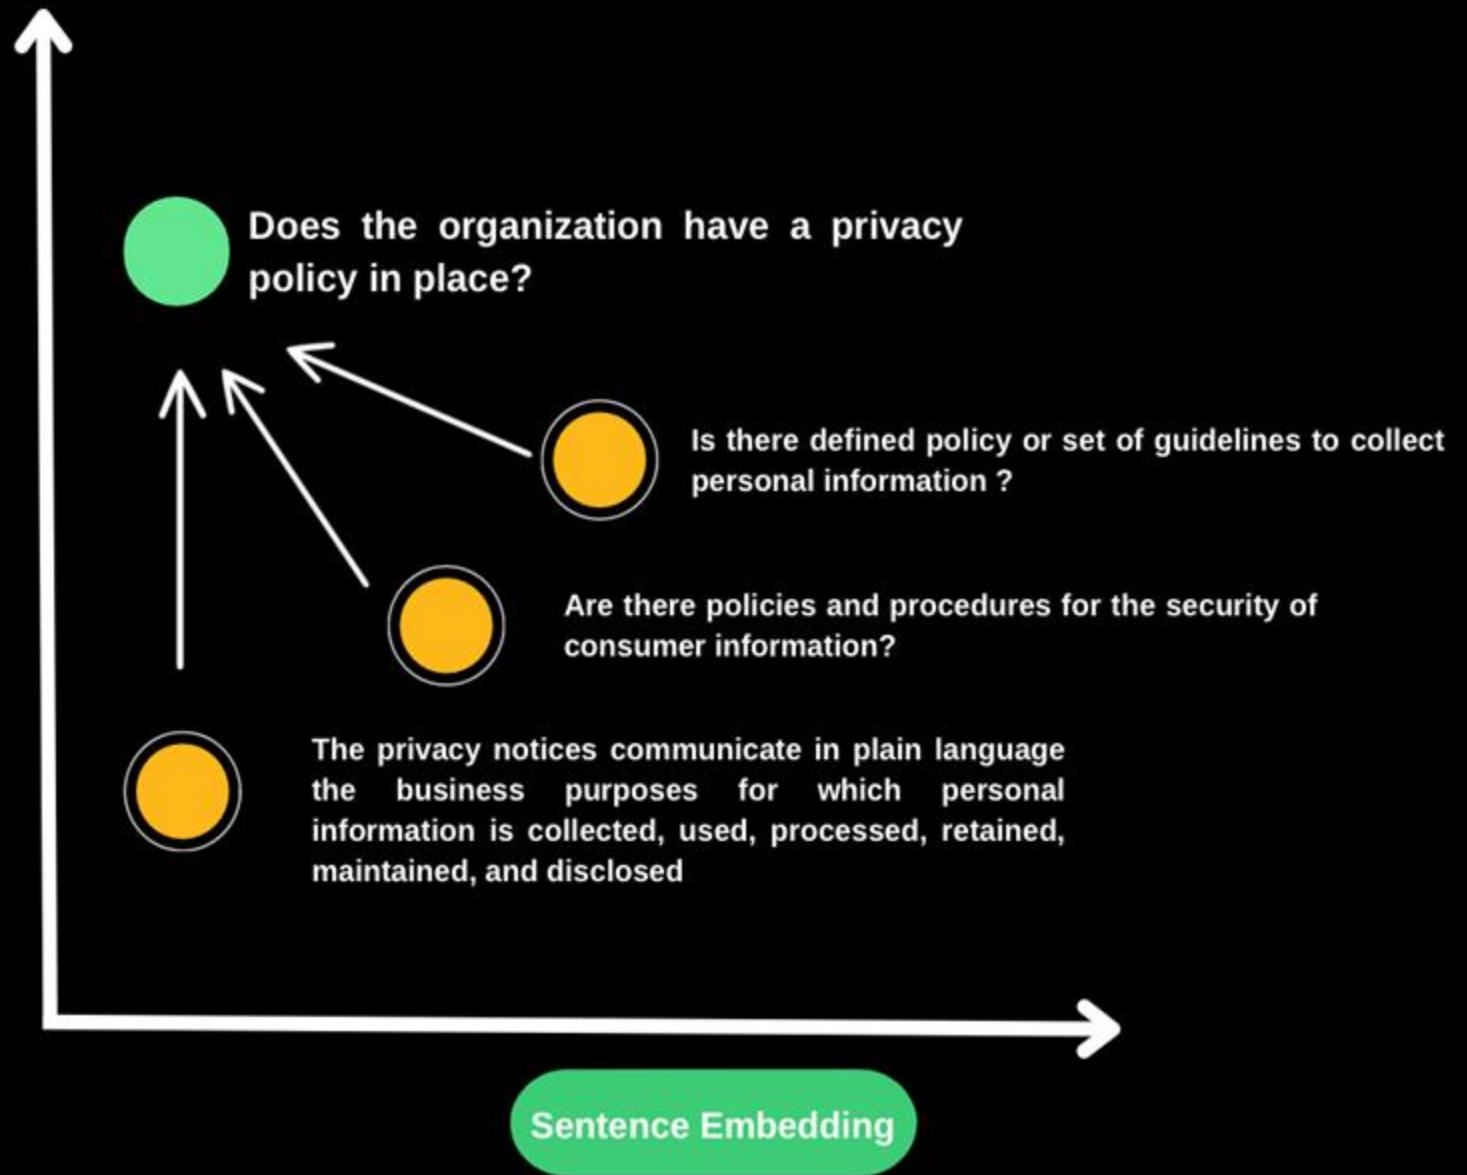 Does the organization have a privacy
policy in place?
Is there defined policy or set of guidelines to collect
personal information ?
Are there policies and procedures for the security of
consumer information?
The privacy notices communicate in plain language
the business purposes for which personal
information is collected, used, processed, retained,
maintained, and disclosed
Sentence Embedding